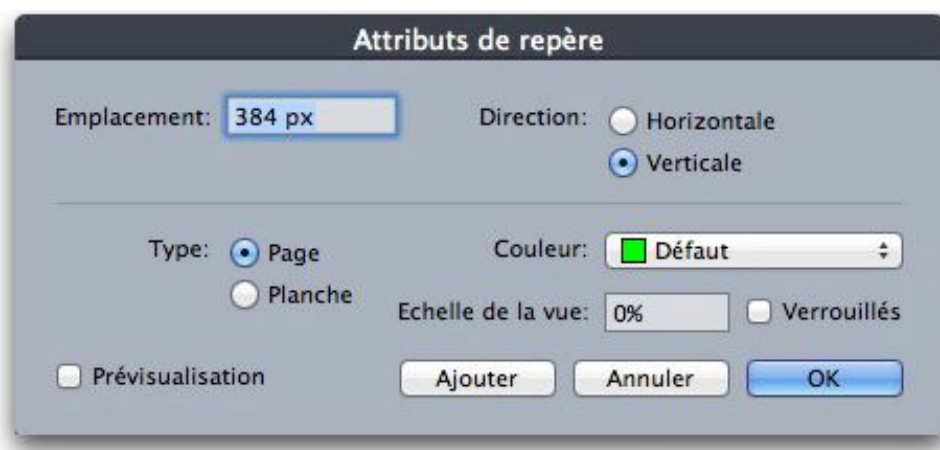 Attributs de repère
Emplacement: 384 px
Direction: Horizontale
Verticale
Type: Page
Planche
Couleur: Défaut
Echelle de la vue: 0% Verrouillés
Prévisualisation
Ajouter Annuler OK